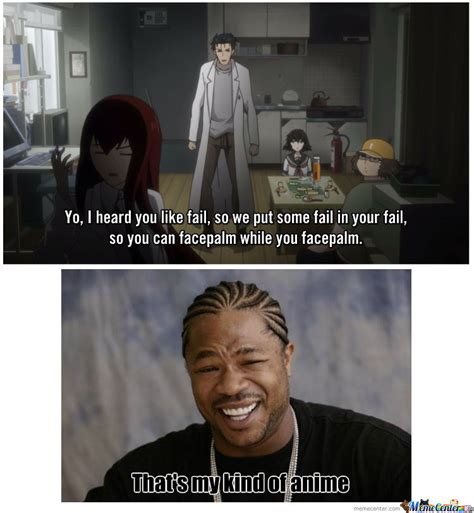 Yo, I heard you like fail, so we put some fail in your fail,
so you can facepalm while you facepalm.
That's my kind of anime
memecenter.com MemeCenter